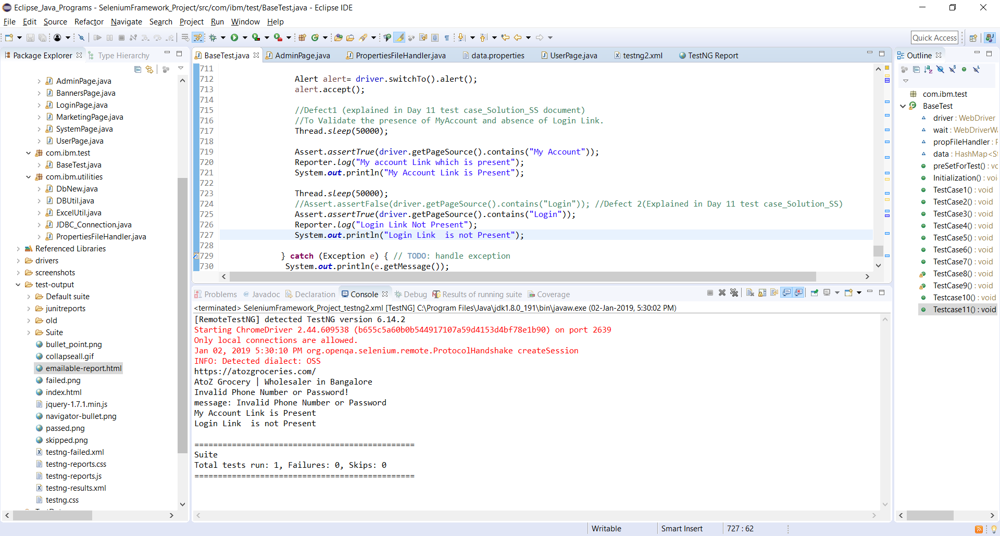 Eclipse_Java_Programs - SeleniumFramework_Project/src/com/ibm/test/BaseTest.java - Eclipse IDE
File Edit Source Refactor Navigate Search Project Run Window Help
Quick Access
Package Explorer Type Hierarchy
AdminPage.java
BannersPage.java
LoginPage.java
MarketingPage.java
SystemPage.java
UserPage.java
com.ibm.test
BaseTest.java
com.ibm.utilities
DbNew.java
DBUtil.java
ExcelUtil.java
JDBC_Connection.java
PropertiesFileHandler.java
Referenced Libraries
drivers
screenshots
test-output
Default suite
junitreports
old
Suite
bullet_point.png
collapseall.gif
emailable-report.html
failed.png
index.html
jquery-1.7.1.min.js
navigator-bullet.png
passed.png
skipped.png
testng-failed.xml
testng-reports.css
testng-reports.js
testng-results.xml
testng.css
BaseTest.java AdminPage.java PropertiesFileHandler.java data.properties UserPage.java testng2.xml TestNG Report
711
712 Alert alert= driver.switchTo().alert();
713 alert.accept();
714
715 //Defect1 (explained in Day 11 test case_Solution_SS document)
716 //To Validate the presence of MyAccount and absence of Login Link.
717 Thread.sleep(50000);
718
719 Assert.assertTrue(driver.getPageSource().contains("My Account"));
720 Reporter.log("My account Link which is present");
721 System.out.println("My Account Link is Present");
722
723 Thread.sleep(50000);
724 //Assert.assertFalse(driver.getPageSource().contains("Login")); //Defect 2(Explained in Day 11 test case_Solution_SS)
725 Assert.assertTrue(driver.getPageSource().contains("Login"));
726 Reporter.log("Login Link Not Present");
727 System.out.println("Login Link  is not Present");
728
729 } catch (Exception e) { // TODO: handle exception
730 System.out.println(e.getMessage());
Problems Javadoc Declaration Console Debug Results of running suite Coverage
<terminated> SeleniumFramework_Project_testng2.xml [TestNG] C:\Program Files\Java\jdk1.8.0_191\bin\javaw.exe (02-Jan-2019, 5:30:02 PM)
[RemoteTestNG] detected TestNG version 6.14.2
Starting ChromeDriver 2.44.609538 (b655c5a60b0b544917107a59d4153d4bf78e1b90) on port 2639
Only local connections are allowed.
Jan 02, 2019 5:30:10 PM org.openqa.selenium.remote.ProtocolHandshake createSession
INFO: Detected dialect: OSS
https://atozgroceries.com/
AtoZ Grocery | Wholesaler in Bangalore
Invalid Phone Number or Password!
message: Invalid Phone Number or Password
My Account Link is Present
Login Link  is not Present
===============================================
Suite
Total tests run: 1, Failures: 0, Skips: 0
===============================================
Outline
com.ibm.test
BaseTest
driver : WebDriver
wait : WebDriverWa
propFileHandler : P
data : HashMap<St
preSetForTest() : vo
Initialization() : voi
TestCase1() : void
TestCase2() : void
TestCase3() : void
TestCase4() : void
TestCase5() : void
TestCase6() : void
TestCase7() : void
TestCase8() : void
TestCase9() : void
Testcase10() : void
Testcase11() : void
Writable Smart Insert 727 : 62